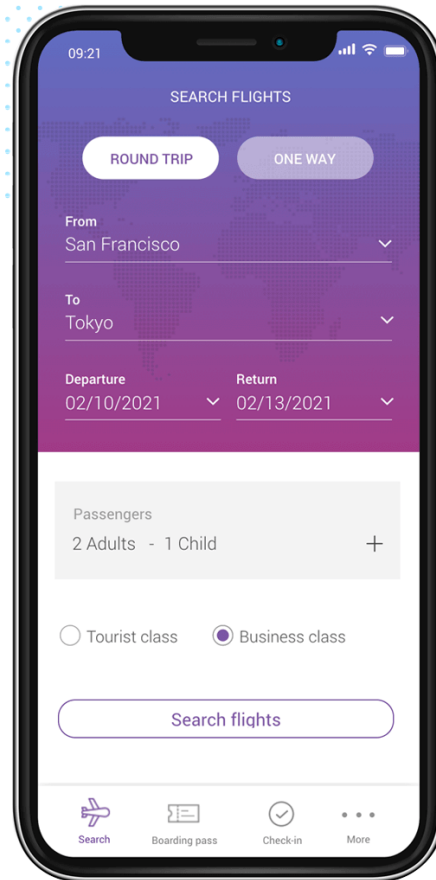 09:21
SEARCH FLIGHTS
ROUND TRIP ONE WAY
From
San Francisco
To
Tokyo
Departure Return
02/10/2021 02/13/2021
Passengers
2 Adults - 1 Child +
Tourist class Business class
Search flights
Search Boarding pass Check-in More